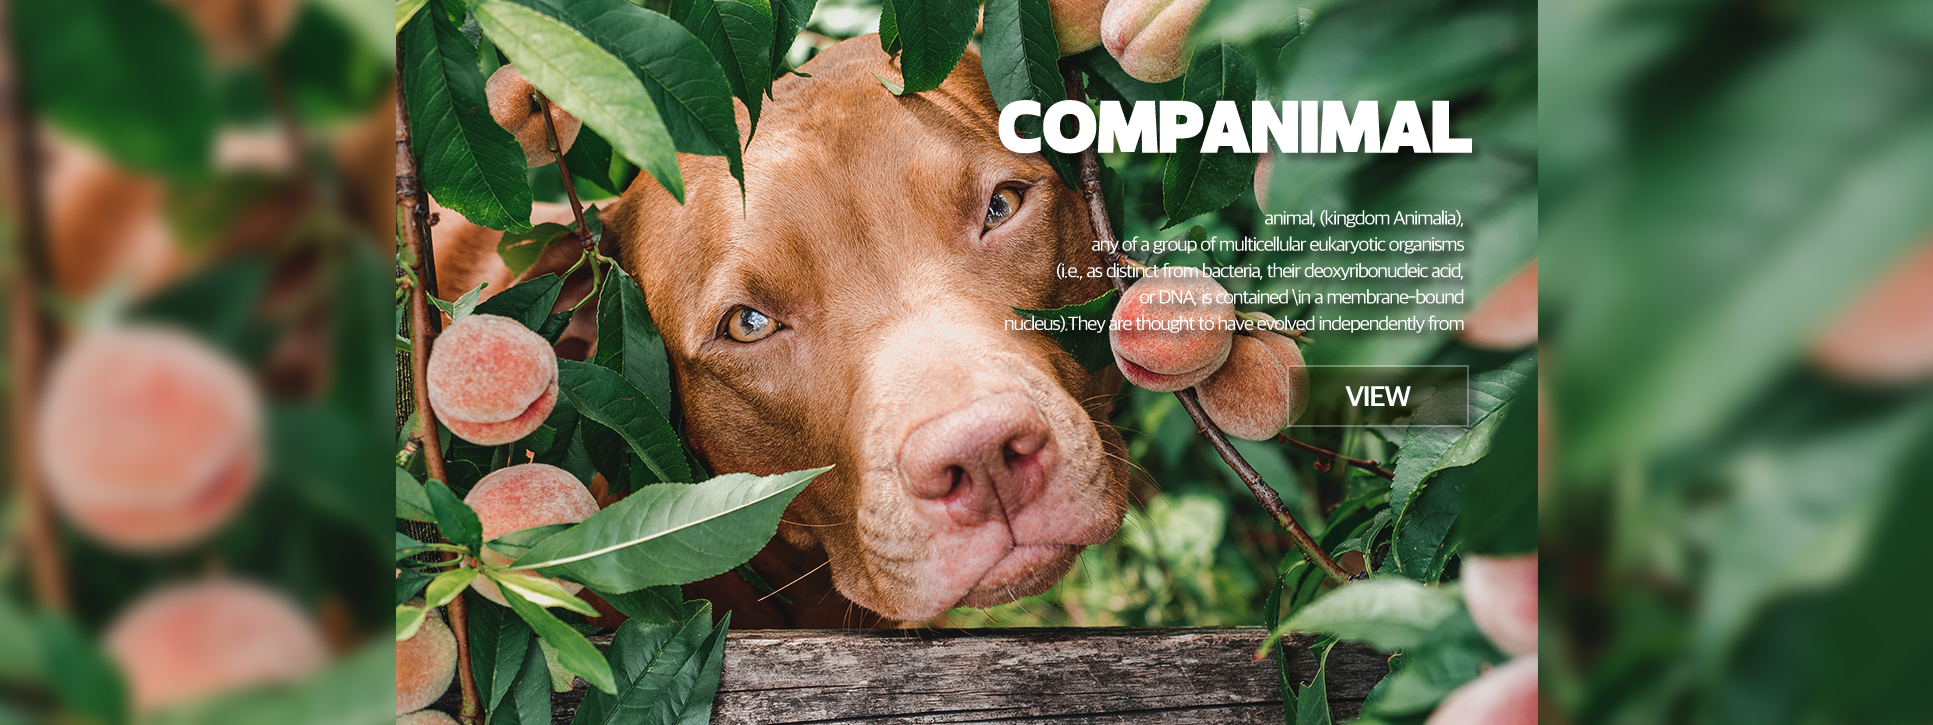 COMPANIMAL
animal, (kingdom Animalia),
any of a group of multicellular eukaryotic organisms
(i.e., as distinct from bacteria, their deoxyribonucleic acid,
or DNA, is contained \in a membrane-bound
nucleus).They are thought to have evolved independently from
VIEW